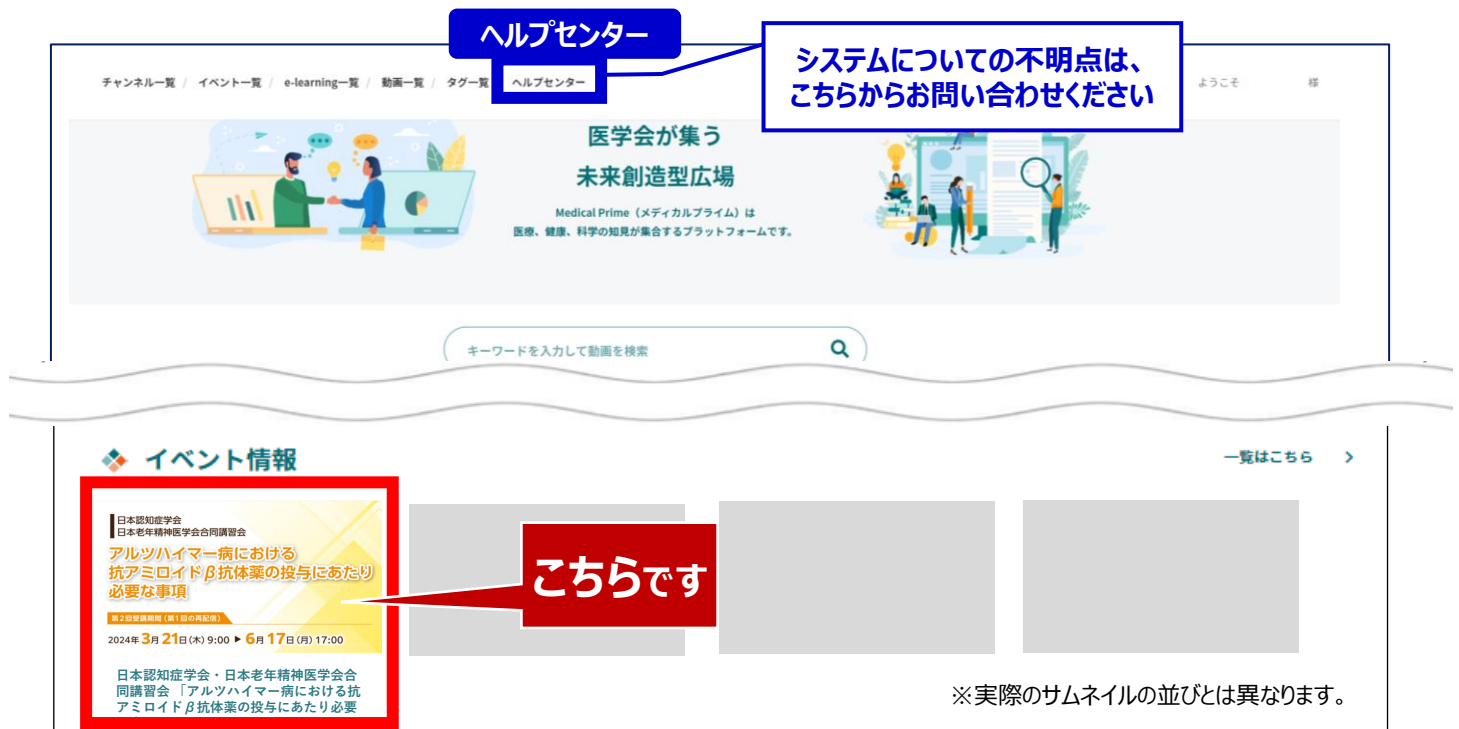 ヘルプセンター
システムについての不明点は、
こちらからお問い合わせください
チャンネル一覧 / イベント一覧 / e-learning一覧 / 動画一覧 / タグ一覧 ヘルプセンター
ようこそ 様
医学会が集う
未来創造型広場
Medical Prime（メディカルプライム）は
医療、健康、科学の知見が集合するプラットフォームです。
キーワードを入力して動画を検索
イベント情報
一覧はこちら >
日本認知症学会
日本老年精神医学会合同講習会
アルツハイマー病における
抗アミロイドβ抗体薬の投与にあたり
必要な事項
第2回受講期間（第1回の再配信）
2024年3月21日(木) 9:00 ▶ 6月17日(月) 17:00
こちらです
日本認知症学会・日本老年精神医学会合
同講習会 「アルツハイマー病における抗
アミロイドβ抗体薬の投与にあたり必要
※実際のサムネイルの並びとは異なります。